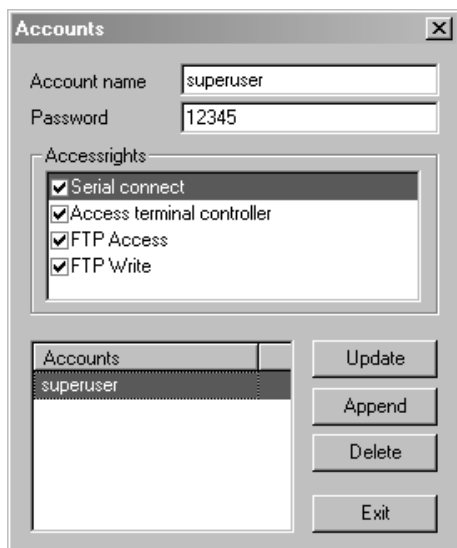 Accounts
Account name superuser
Password 12345
Accessrights
Serial connect
Access terminal controller
FTP Access
FTP Write
Accounts
superuser
Update
Append
Delete
Exit